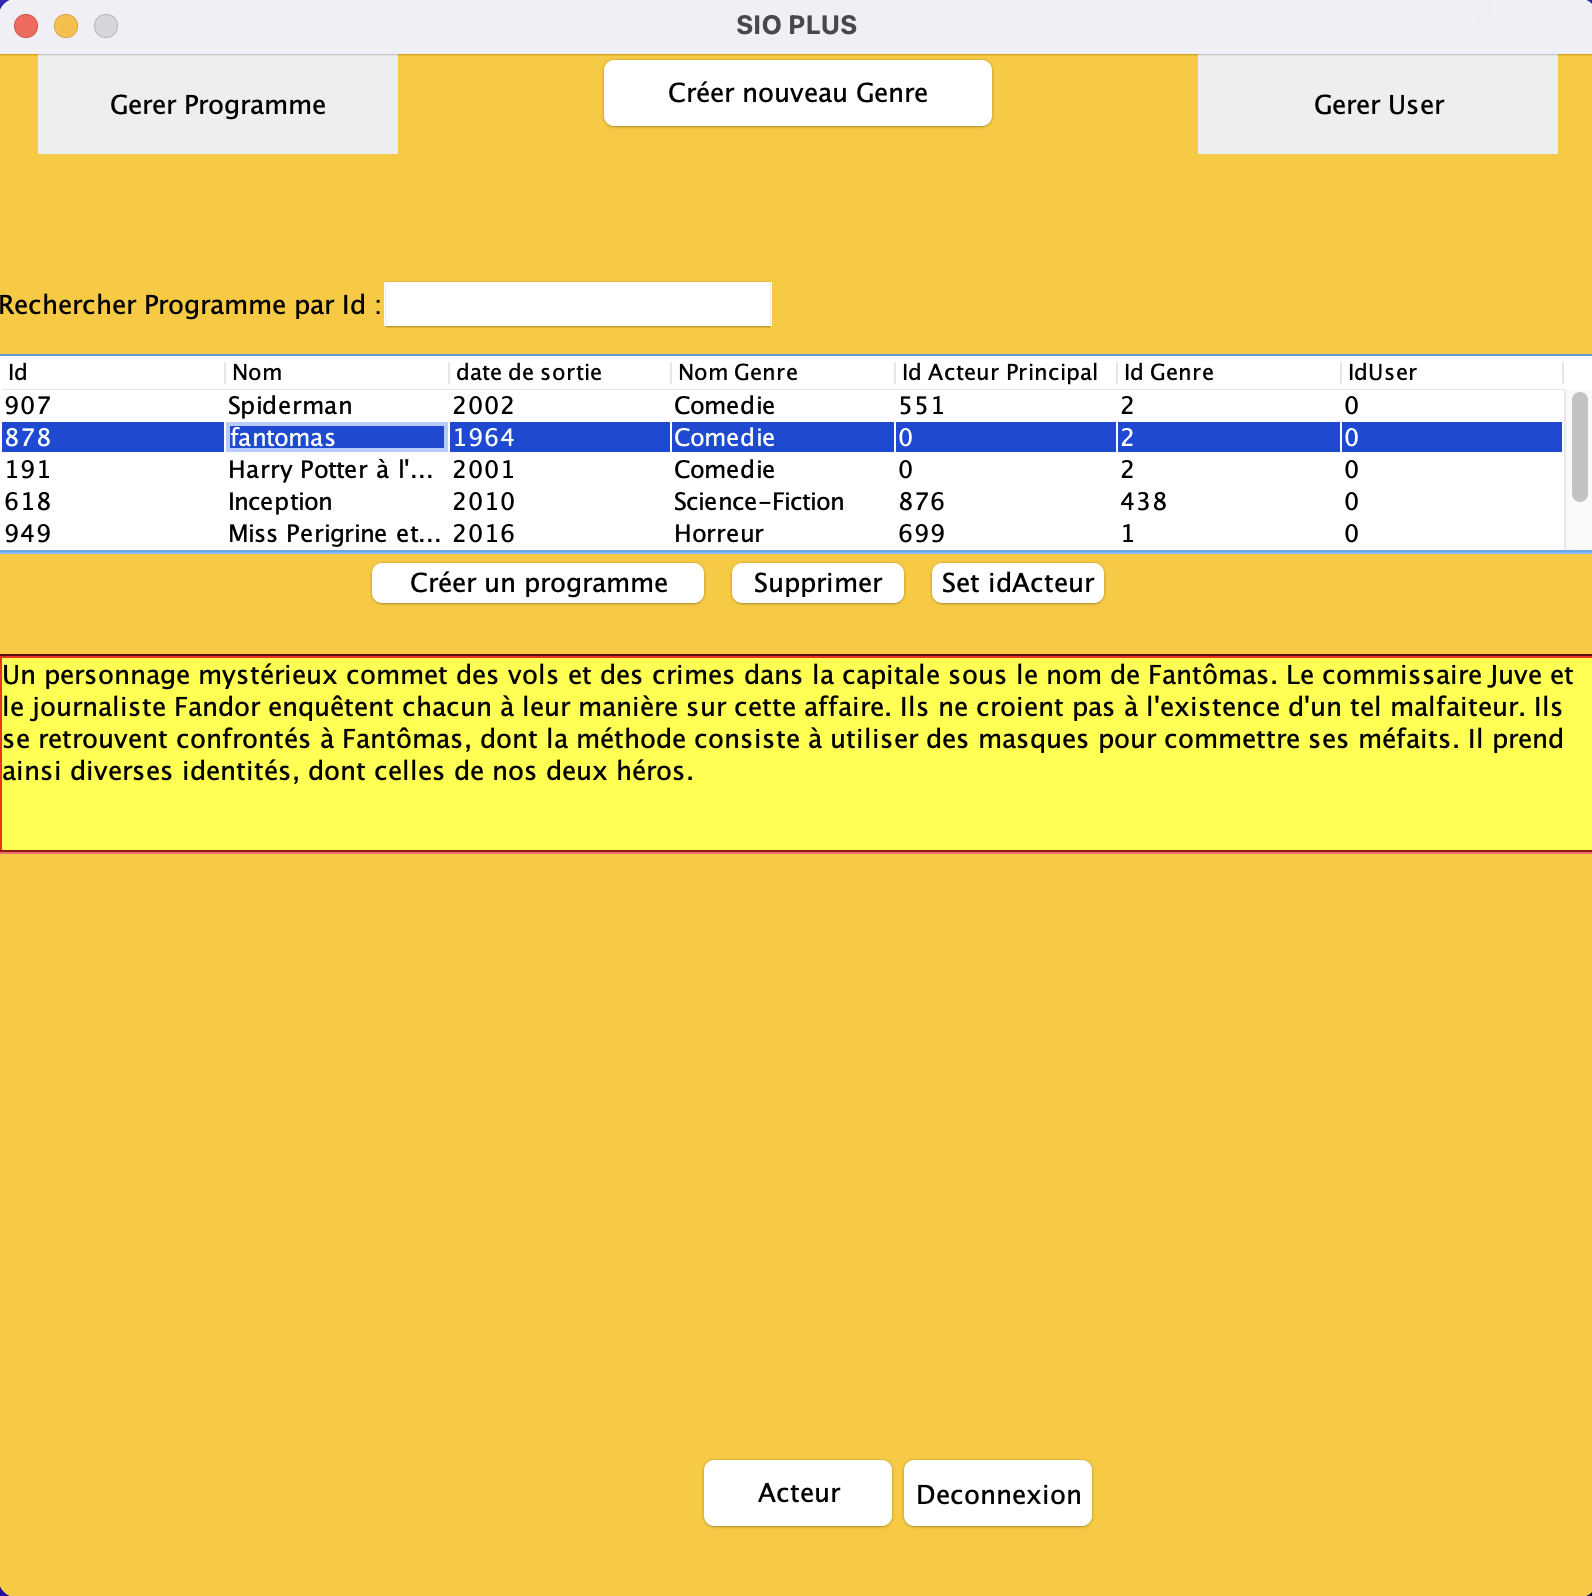 SIO PLUS
Gerer Programme
Créer nouveau Genre
Gerer User
Rechercher Programme par Id :
Id Nom date de sortie Nom Genre Id Acteur Principal Id Genre IdUser
907 Spiderman 2002 Comedie 551 2 0
878 fantomas 1964 Comedie 0 2 0
191 Harry Potter à l'... 2001 Comedie 0 2 0
618 Inception 2010 Science-Fiction 876 438 0
949 Miss Perigrine et... 2016 Horreur 699 1 0
Créer un programme Supprimer Set idActeur
Un personnage mystérieux commet des vols et des crimes dans la capitale sous le nom de Fantômas. Le commissaire Juve et
le journaliste Fandor enquêtent chacun à leur manière sur cette affaire. Ils ne croient pas à l'existence d'un tel malfaiteur. Ils
se retrouvent confrontés à Fantômas, dont la méthode consiste à utiliser des masques pour commettre ses méfaits. Il prend
ainsi diverses identités, dont celles de nos deux héros.
Acteur Deconnexion